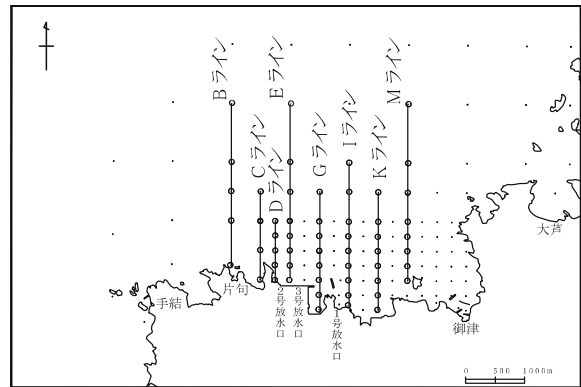 Bライン
Cライン
Dライン
Eライン
Gライン
Iライン
Kライン
Mライン
大芦
片句
手結
2号放水口
3号放水口
1号放水口
御津
0 500 1000m